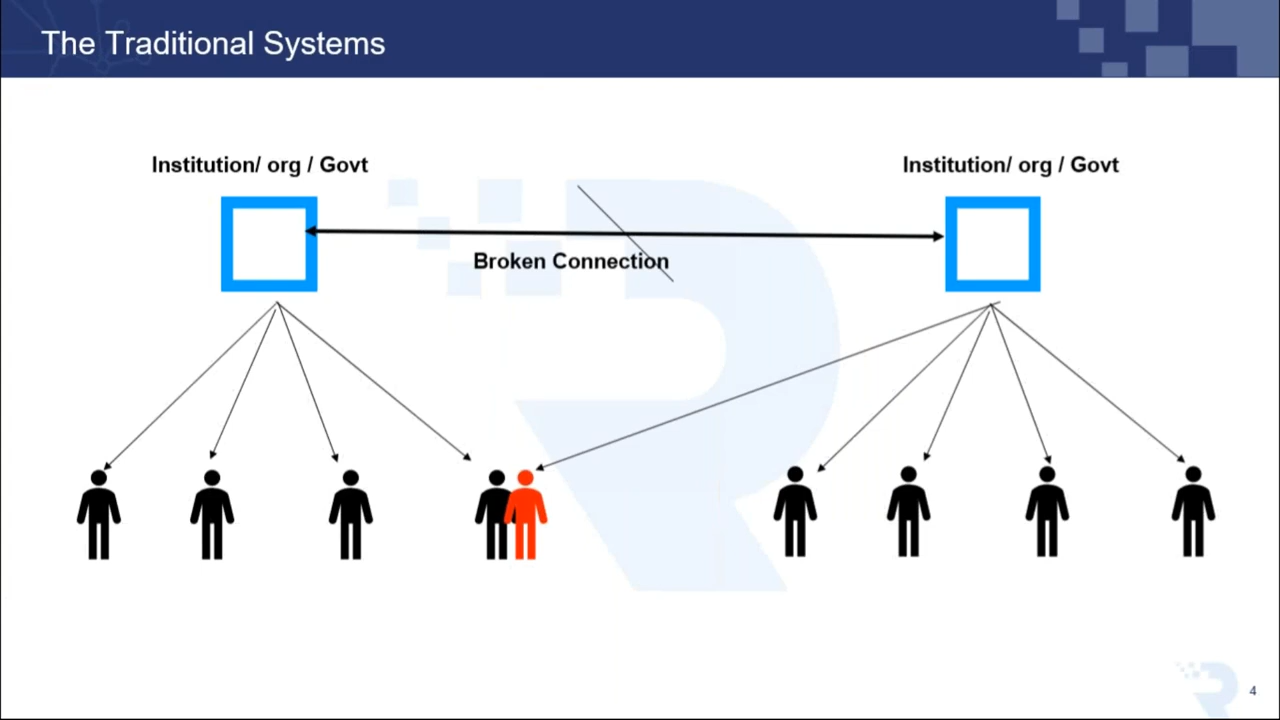 The Traditional Systems
Institution/ org / Govt
Institution/ org / Govt
Broken Connection
4